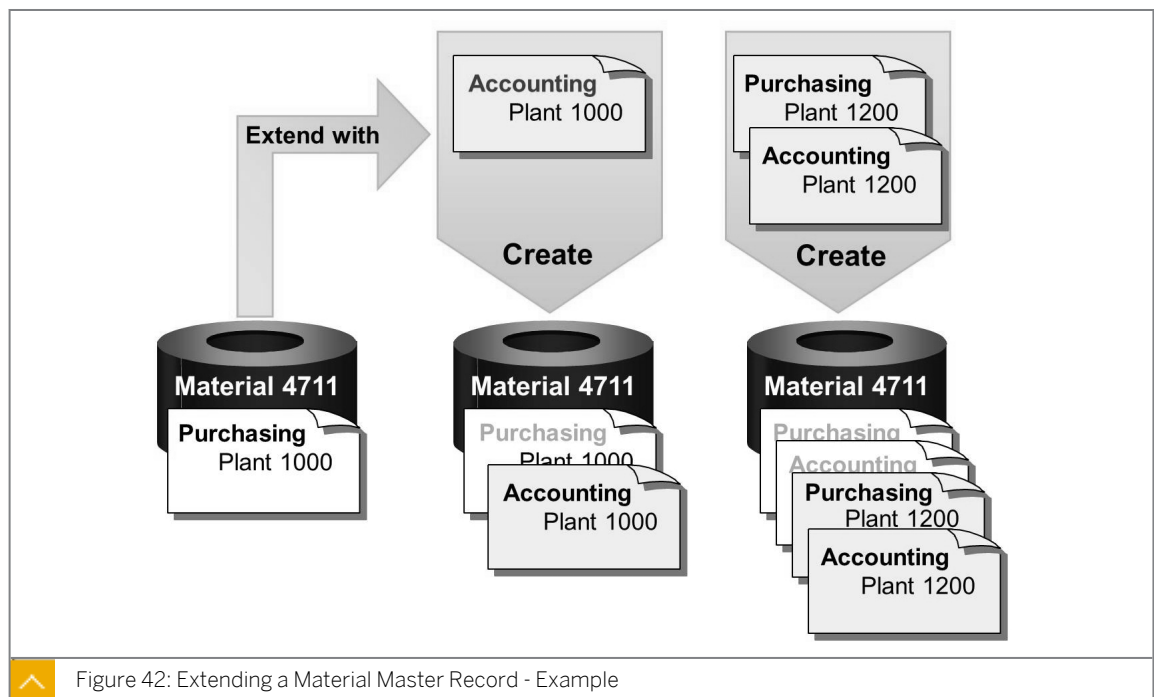 Accounting
Plant 1000
Purchasing
Plant 1200
Accounting
Plant 1200
Extend with
Create
Create
Material 4711
Purchasing
Plant 1000
Material 4711
Purchasing
Plant 1000
Accounting
Plant 1000
Material 4711
Purchasing
Accounting
Purchasing
Plant 1200
Accounting
Plant 1200
Figure 42: Extending a Material Master Record - Example